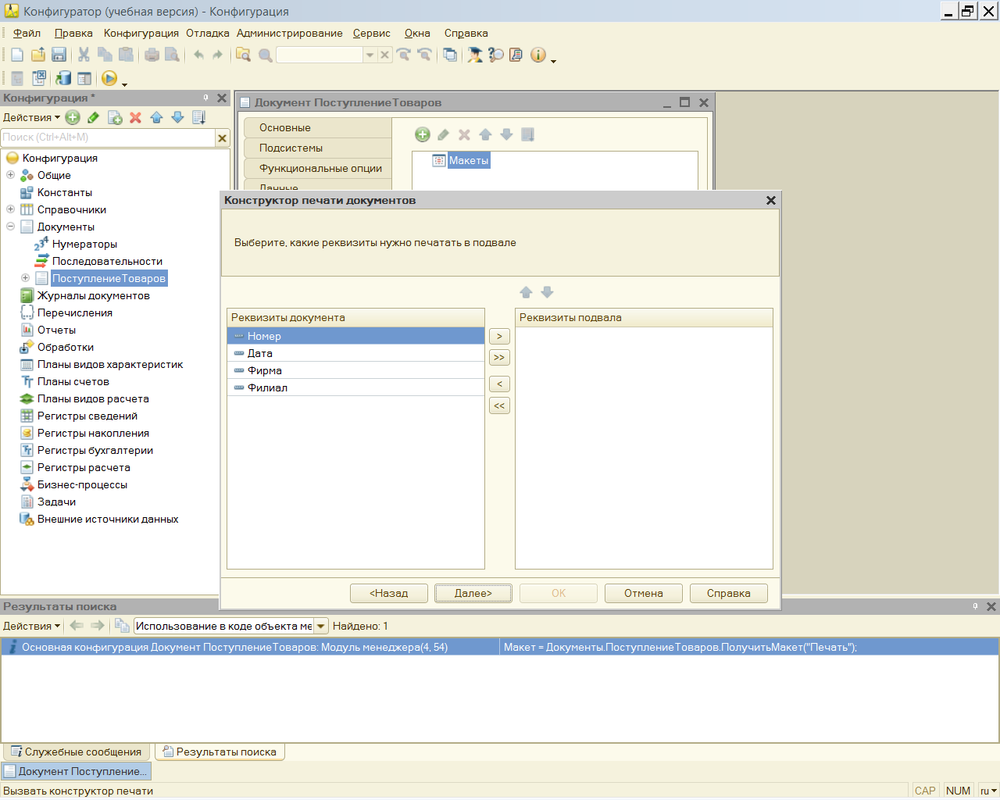 Конфигуратор (учебная версия) - Конфигурация
Файл Правка Конфигурация Отладка Администрирование Сервис Окна Справка
Конфигурация *
Действия
Поиск (Ctrl+Alt+M)
Конфигурация
Общие
Константы
Справочники
Документы
Нумераторы
Последовательности
ПоступлениеТоваров
Журналы документов
Перечисления
Отчеты
Обработки
Планы видов характеристик
Планы счетов
Планы видов расчета
Регистры сведений
Регистры накопления
Регистры бухгалтерии
Регистры расчета
Бизнес-процессы
Задачи
Внешние источники данных
Документ ПоступлениеТоваров
Основные
Подсистемы
Функциональные опции
Данные
Макеты
Конструктор печати документов
Выберите, какие реквизиты нужно печатать в подвале
Реквизиты документа
Номер
Дата
Фирма
Филиал
>
>>
<
<<
Реквизиты подвала
<Назад Далее> OK Отмена Справка
Результаты поиска
Действия Использование в коде объекта ме Найдено: 1
Основная конфигурация Документ ПоступлениеТоваров: Модуль менеджера(4, 54) Макет = Документы.ПоступлениеТоваров.ПолучитьМакет("Печать");
Служебные сообщения Результаты поиска
Документ Поступление...
Вызвать конструктор печати CAP NUM ru